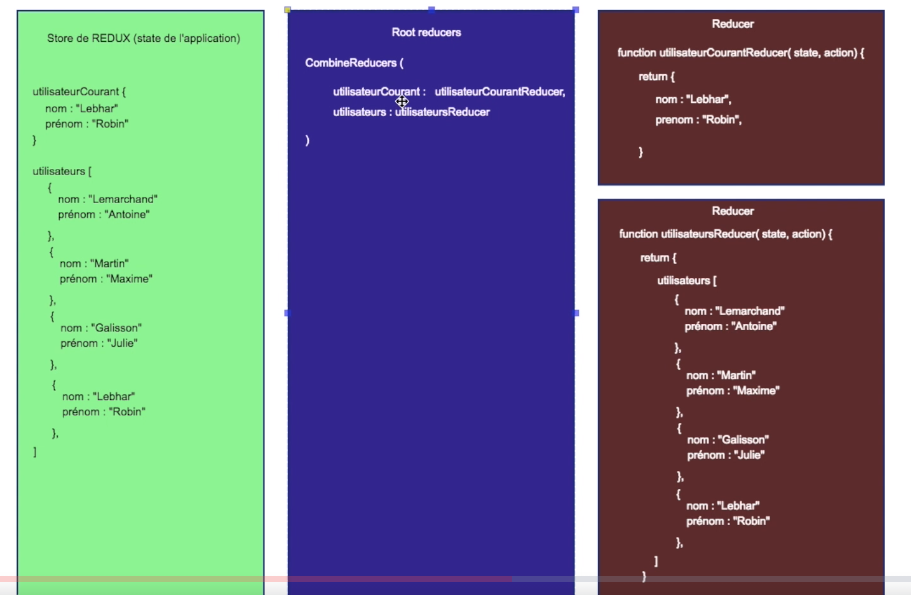 Store de REDUX (state de l'application)
utilisateurCourant {
nom : "Lebhar"
prénom : "Robin"
}
utilisateurs [
{
nom : "Lemarchand"
prénom : "Antoine"
},
{
nom : "Martin"
prénom : "Maxime"
},
{
nom : "Galisson"
prénom : "Julie"
},
{
nom : "Lebhar"
prénom : "Robin"
},
]
Root reducers
CombineReducers (
utilisateurCourant : utilisateurCourantReducer,
utilisateurs : utilisateursReducer
)
Reducer
function utilisateurCourantReducer( state, action) {
return {
nom : "Lebhar",
prenom : "Robin",
}
Reducer
function utilisateursReducer( state, action) {
return {
utilisateurs [
{
nom : "Lemarchand"
prénom : "Antoine"
},
{
nom : "Martin"
prénom : "Maxime"
},
{
nom : "Galisson"
prénom : "Julie"
},
{
nom : "Lebhar"
prénom : "Robin"
},
]
}